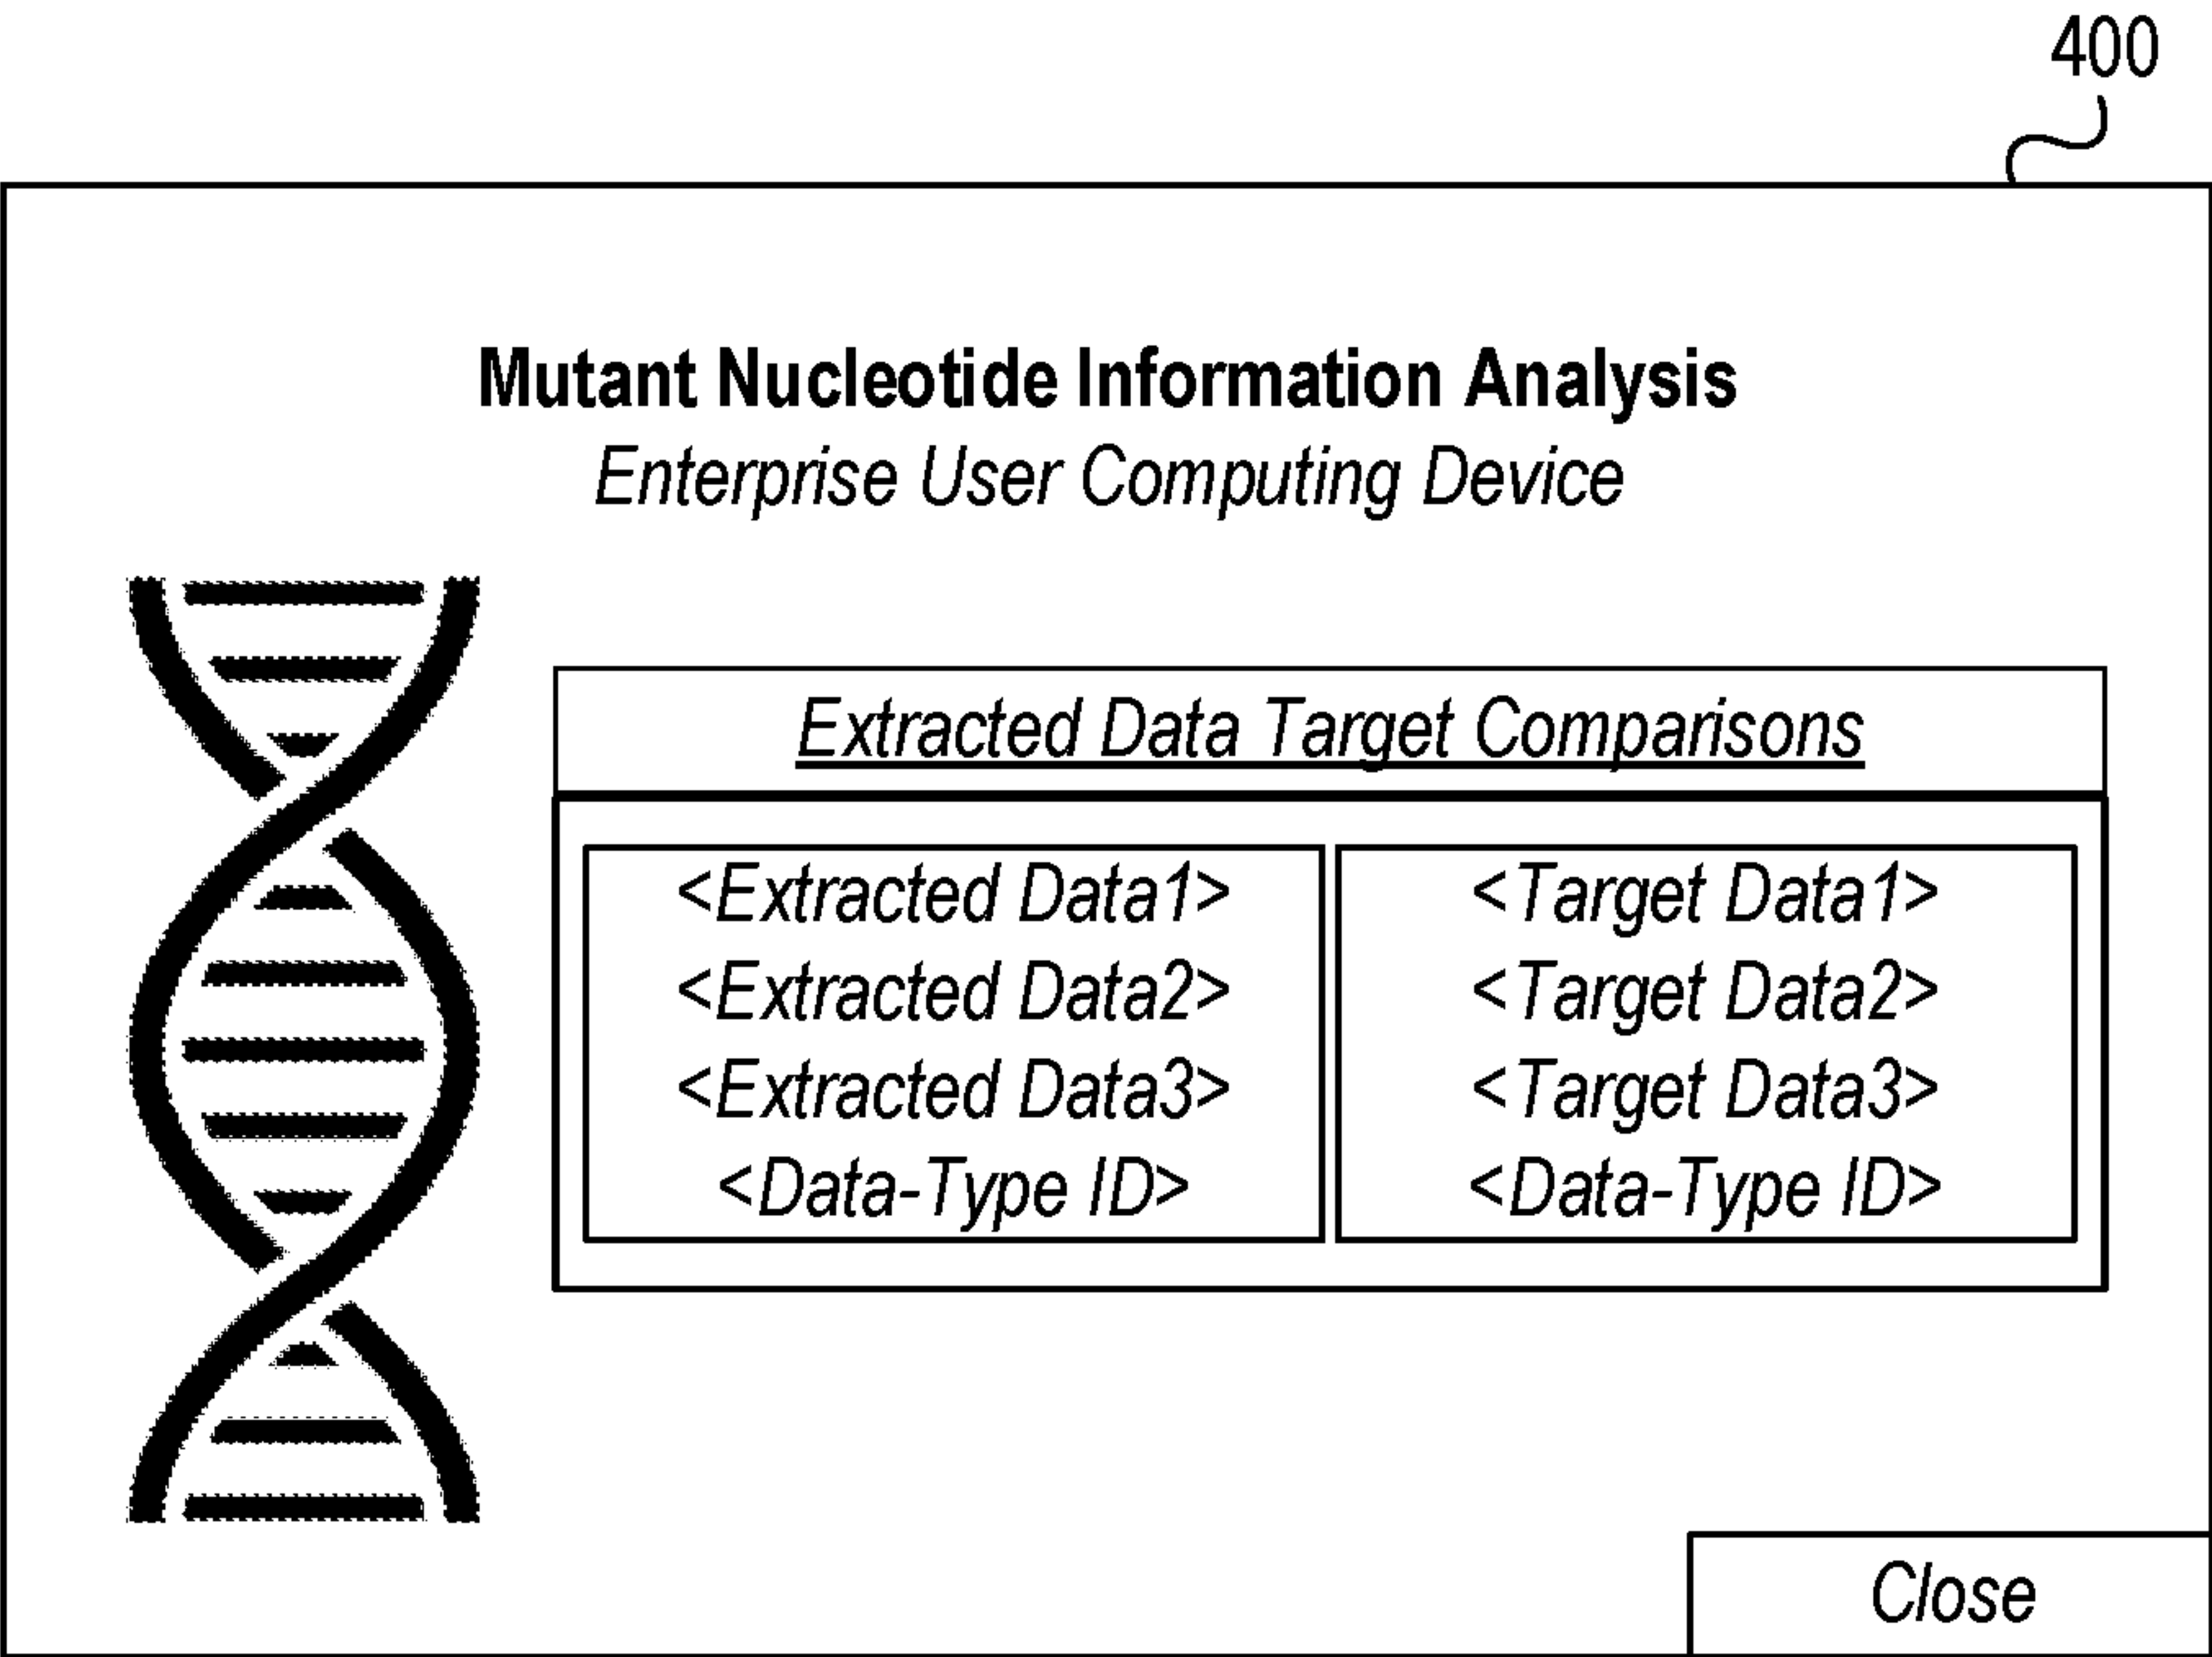 400
Mutant Nucleotide Information Analysis
Enterprise User Computing Device
Extracted Data Target Comparisons
<Extracted Data1> <Target Data1>
<Extracted Data2> <Target Data2>
<Extracted Data3> <Target Data3>
<Data-Type ID> <Data-Type ID>
Close